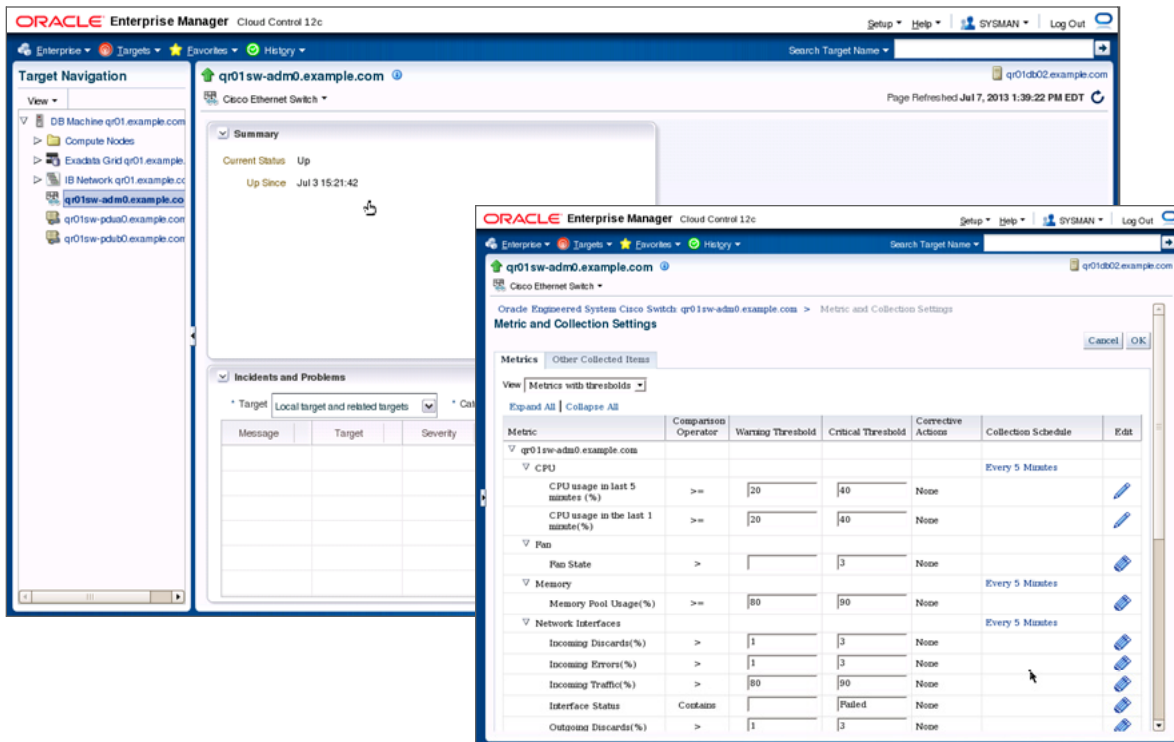 ORACLE Enterprise Manager Cloud Control 12c
Setup Help SYSMAN Log Out
Enterprise Targets Favorites History Search Target Name
Target Navigation
View
DB Machine qr01.example.com
Compute Nodes
Exadata Grid qr01.example.
IB Network qr01.example.co
qr01sw-adm0.example.co
qr01sw-pdua0.example.com
qr01sw-pdub0.example.com
qr01sw-adm0.example.com
qr01db02.example.com
Cisco Ethernet Switch
Page Refreshed Jul 7, 2013 1:39:22 PM EDT
Summary
Current Status Up
Up Since Jul 3 15:21:42
Incidents and Problems
* Target Local target and related targets * Cat
Message Target Severity
ORACLE Enterprise Manager Cloud Control 12c
Setup Help SYSMAN Log Out
Enterprise Targets Favorites History Search Target Name
qr01sw-adm0.example.com
qr01db02.example.com
Cisco Ethernet Switch
Oracle Engineered System Cisco Switch: qr01sw-adm0.example.com > Metric and Collection Settings
Metric and Collection Settings
Cancel OK
Metrics Other Collected Items
View Metrics with thresholds
Expand All | Collapse All
Metric Comparison Operator Warning Threshold Critical Threshold Corrective Actions Collection Schedule Edit
qr01sw-adm0.example.com
CPU Every 5 Minutes
CPU usage in last 5 minutes (%) >= 20 40 None
CPU usage in the last 1 minute(%) >= 20 40 None
Fan
Fan State > 3 None
Memory Every 5 Minutes
Memory Pool Usage(%) >= 80 90 None
Network Interfaces Every 5 Minutes
Incoming Discards(%) > 1 3 None
Incoming Errors(%) > 1 3 None
Incoming Traffic(%) > 80 90 None
Interface Status Contains Failed None
Outgoing Discards(%) > 1 3 None